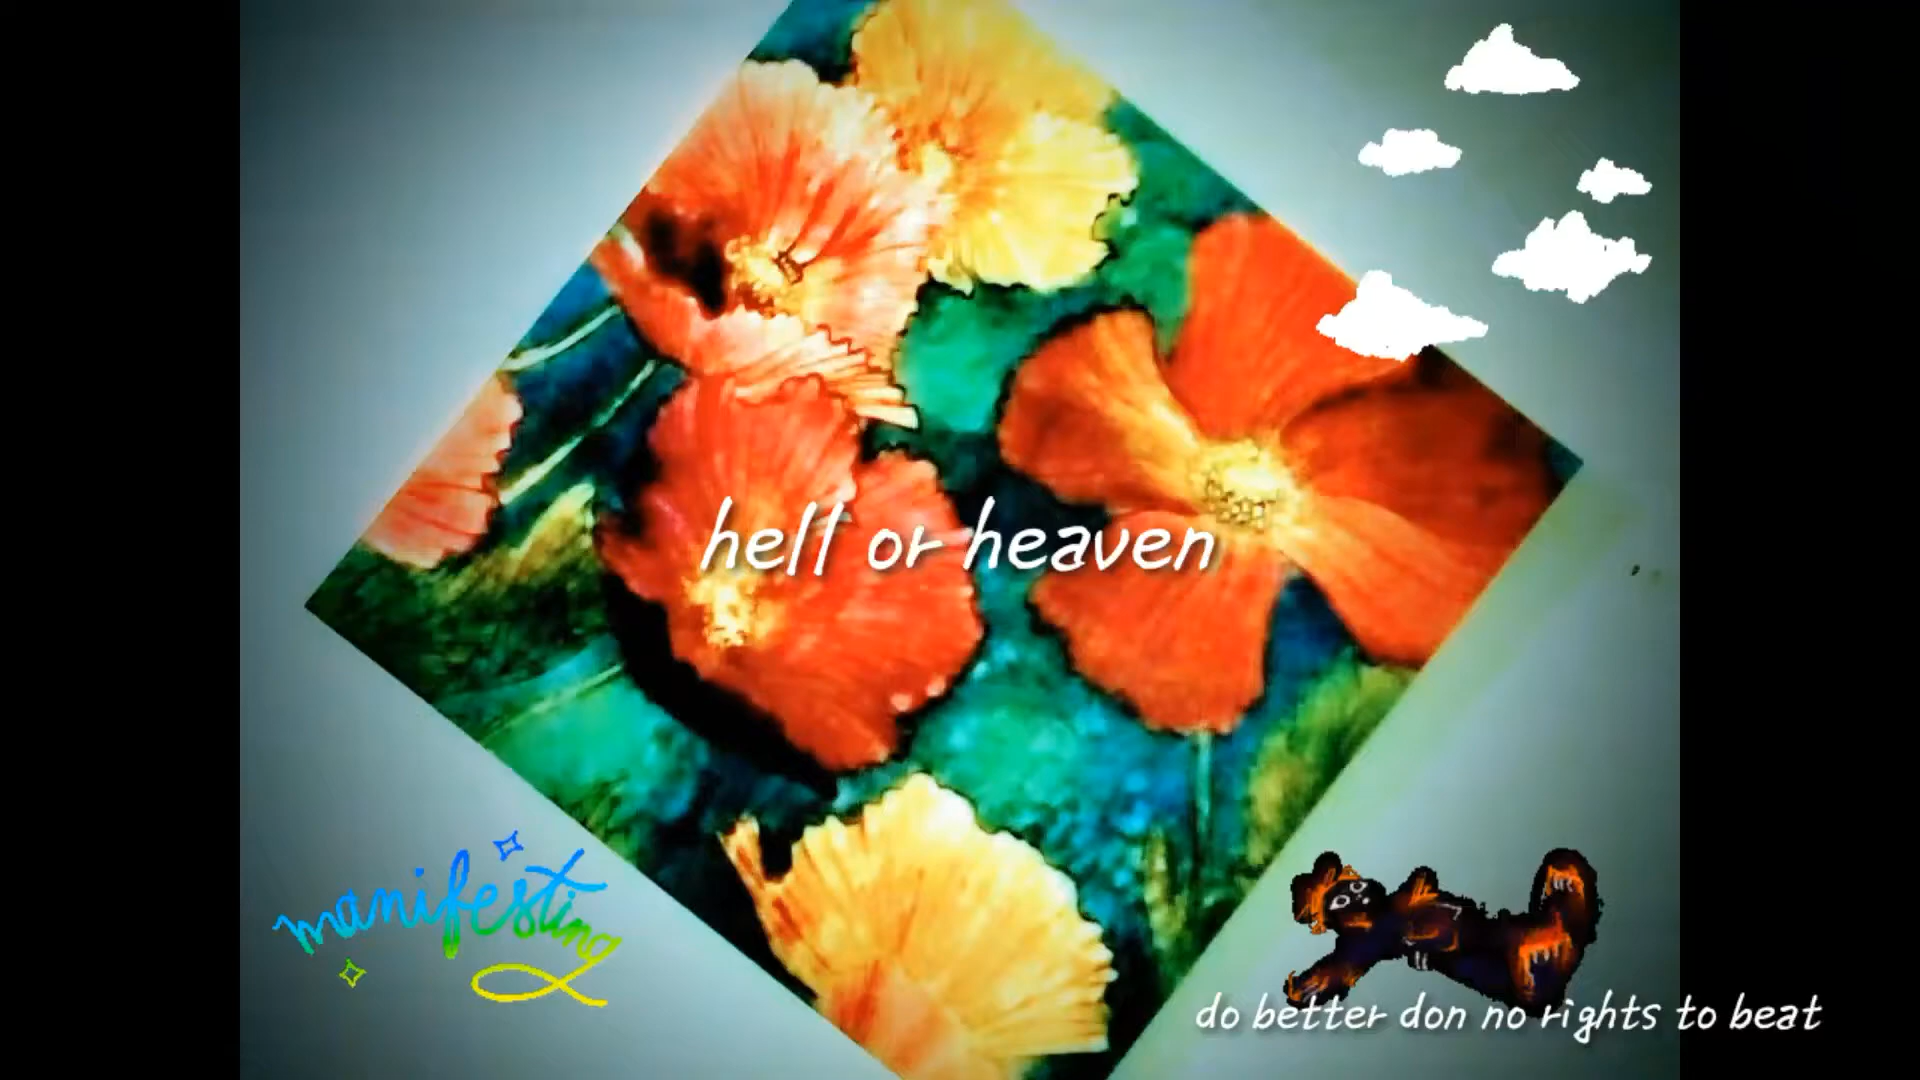 hell or heaven
manifesting
do better don no rights to beat